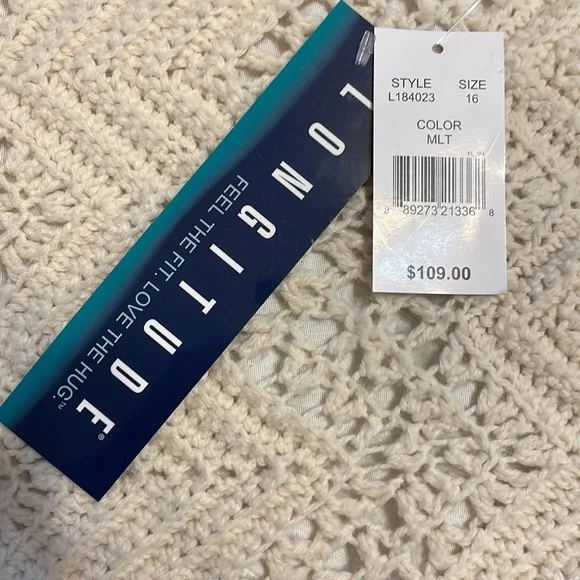 LONGITUDE®
FEEL THE FIT. LOVE THE HUG.™
STYLE SIZE
L184023 16
COLOR
MLT
8 89273 21336 8
$109.00